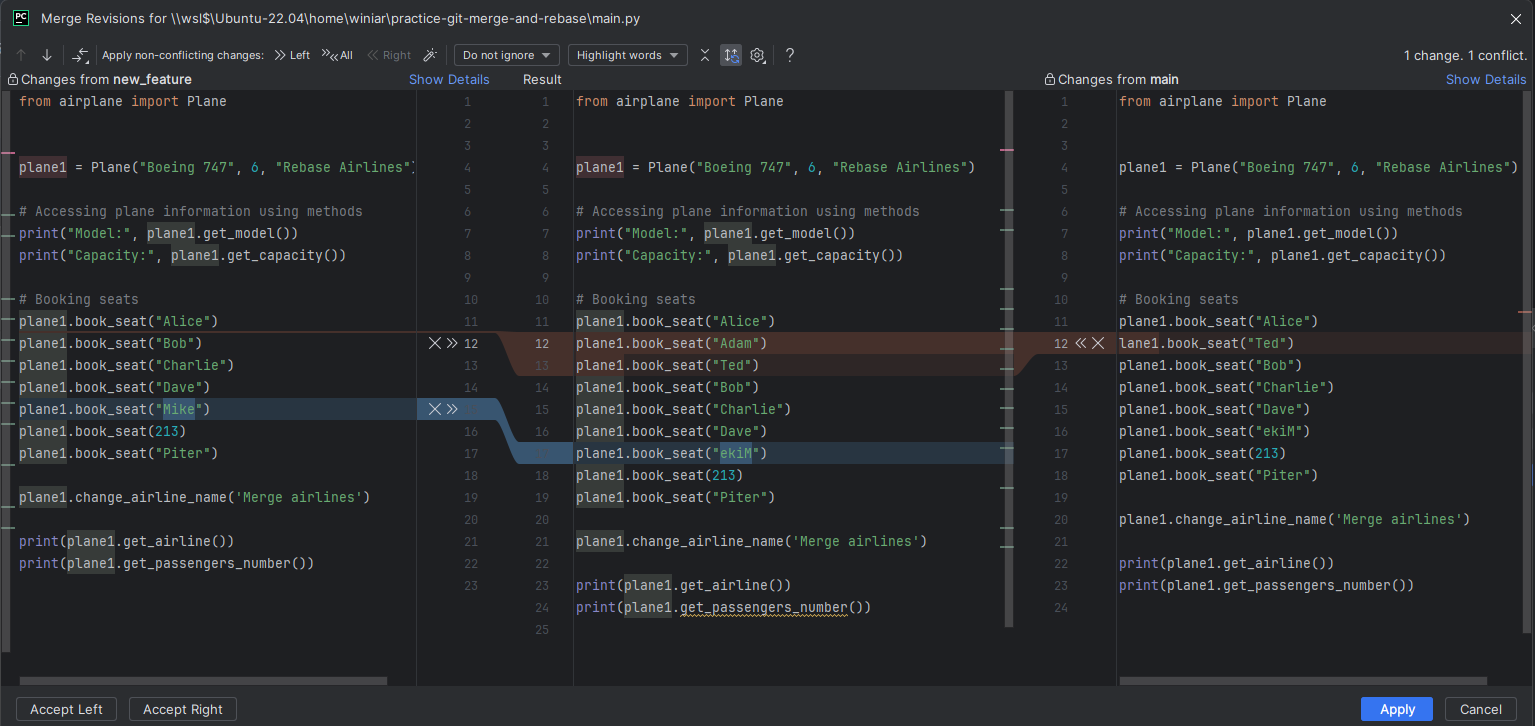 PC Merge Revisions for \\wsl$\Ubuntu-22.04\home\winiar\practice-git-merge-and-rebase\main.py
Apply non-conflicting changes: Left All Right Do not ignore Highlight words ? 1 change. 1 conflict.
Changes from new_feature Show Details Result Changes from main Show Details
from airplane import Plane
1
2
3
plane1 = Plane("Boeing 747", 6, "Rebase Airlines")
4
5
# Accessing plane information using methods
6
print("Model:", plane1.get_model())
7
print("Capacity:", plane1.get_capacity())
8
9
# Booking seats
10
plane1.book_seat("Alice")
11
plane1.book_seat("Bob")
12
plane1.book_seat("Charlie")
13
plane1.book_seat("Dave")
14
plane1.book_seat("Mike")
plane1.book_seat(213)
16
plane1.book_seat("Piter")
17
18
plane1.change_airline_name('Merge airlines')
19
20
print(plane1.get_airline())
21
print(plane1.get_passengers_number())
22
23
1 from airplane import Plane
2
3
4 plane1 = Plane("Boeing 747", 6, "Rebase Airlines")
5
6 # Accessing plane information using methods
7 print("Model:", plane1.get_model())
8 print("Capacity:", plane1.get_capacity())
9
10 # Booking seats
11 plane1.book_seat("Alice")
12 plane1.book_seat("Adam")
13 plane1.book_seat("Ted")
14 plane1.book_seat("Bob")
15 plane1.book_seat("Charlie")
16 plane1.book_seat("Dave")
plane1.book_seat("ekiM")
18 plane1.book_seat(213)
19 plane1.book_seat("Piter")
20
21 plane1.change_airline_name('Merge airlines')
22
23 print(plane1.get_airline())
24 print(plane1.get_passengers_number())
25
1 from airplane import Plane
2
3
4 plane1 = Plane("Boeing 747", 6, "Rebase Airlines")
5
6 # Accessing plane information using methods
7 print("Model:", plane1.get_model())
8 print("Capacity:", plane1.get_capacity())
9
10 # Booking seats
11 plane1.book_seat("Alice")
12 lane1.book_seat("Ted")
13 plane1.book_seat("Bob")
14 plane1.book_seat("Charlie")
15 plane1.book_seat("Dave")
16 plane1.book_seat("ekiM")
17 plane1.book_seat(213)
18 plane1.book_seat("Piter")
19
20 plane1.change_airline_name('Merge airlines')
21
22 print(plane1.get_airline())
23 print(plane1.get_passengers_number())
24
Accept Left Accept Right Apply Cancel